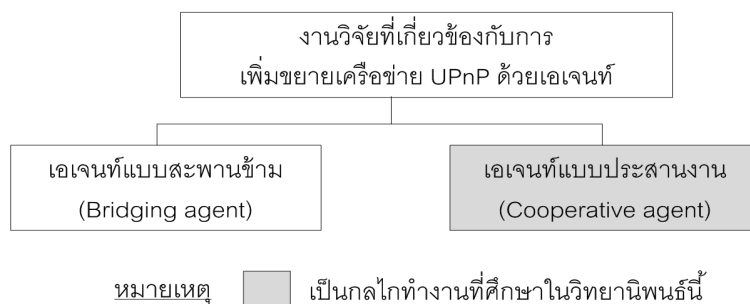 งานวิจัยที่เกี่ยวข้องกับการ
เพิ่มขยายเครือข่าย UPnP ด้วยเอเจนท์
เอเจนท์แบบสะพานข้าม
(Bridging agent)
เอเจนท์แบบประสานงาน
(Cooperative agent)
หมายเหตุ เป็นกลไกทำงานที่ศึกษาในวิทยานิพนธ์นี้